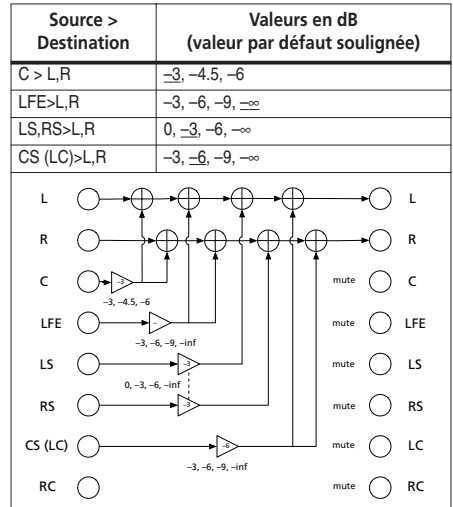 Source > Destination
Valeurs en dB
(valeur par défaut soulignée)
C > L,R –3, –4.5, –6
LFE>L,R –3, –6, –9, –∞
LS,RS>L,R 0, –3, –6, –∞
CS (LC)>L,R –3, –6, –9, –∞
L L
R R
C –3 mute C
–3, –4.5, –6
LFE – mute LFE
–3, –6, –9, –inf
LS –3 mute LS
0, –3, –6, –inf
RS –3 mute RS
CS (LC) –6 mute LC
–3, –6, –9, –inf
RC mute RC